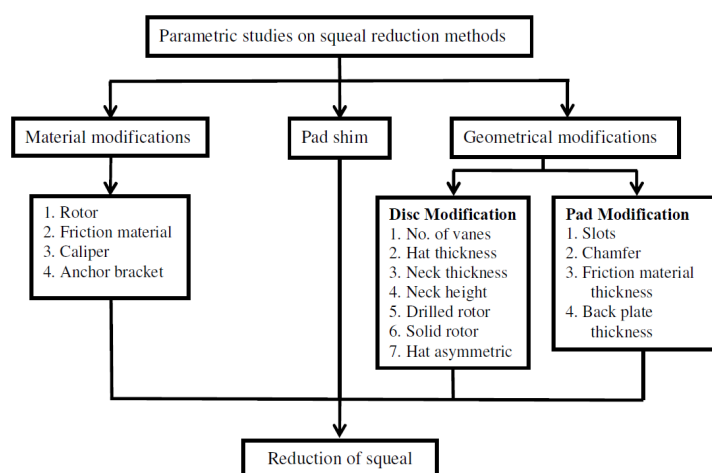 Parametric studies on squeal reduction methods
Material modifications
Pad shim
Geometrical modifications
1. Rotor
2. Friction material
3. Caliper
4. Anchor bracket
Disc Modification
1. No. of vanes
2. Hat thickness
3. Neck thickness
4. Neck height
5. Drilled rotor
6. Solid rotor
7. Hat asymmetric
Pad Modification
1. Slots
2. Chamfer
3. Friction material
thickness
4. Back plate
thickness
Reduction of squeal